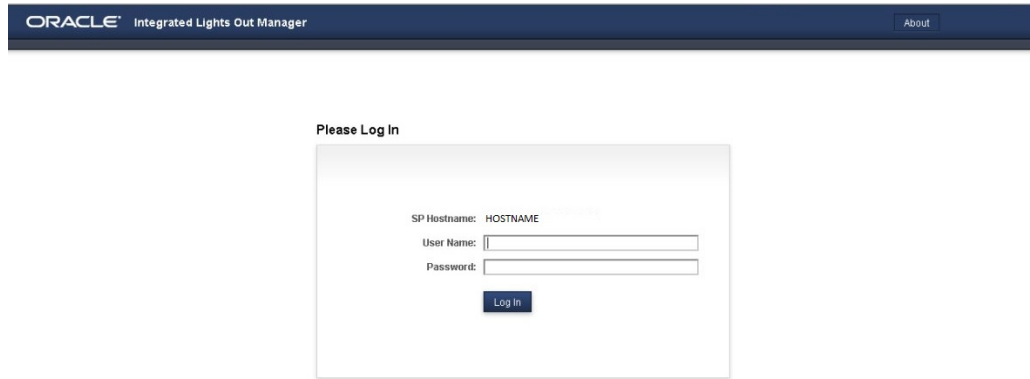 ORACLE Integrated Lights Out Manager About
Please Log In
SP Hostname: HOSTNAME
User Name:
Password:
Log In